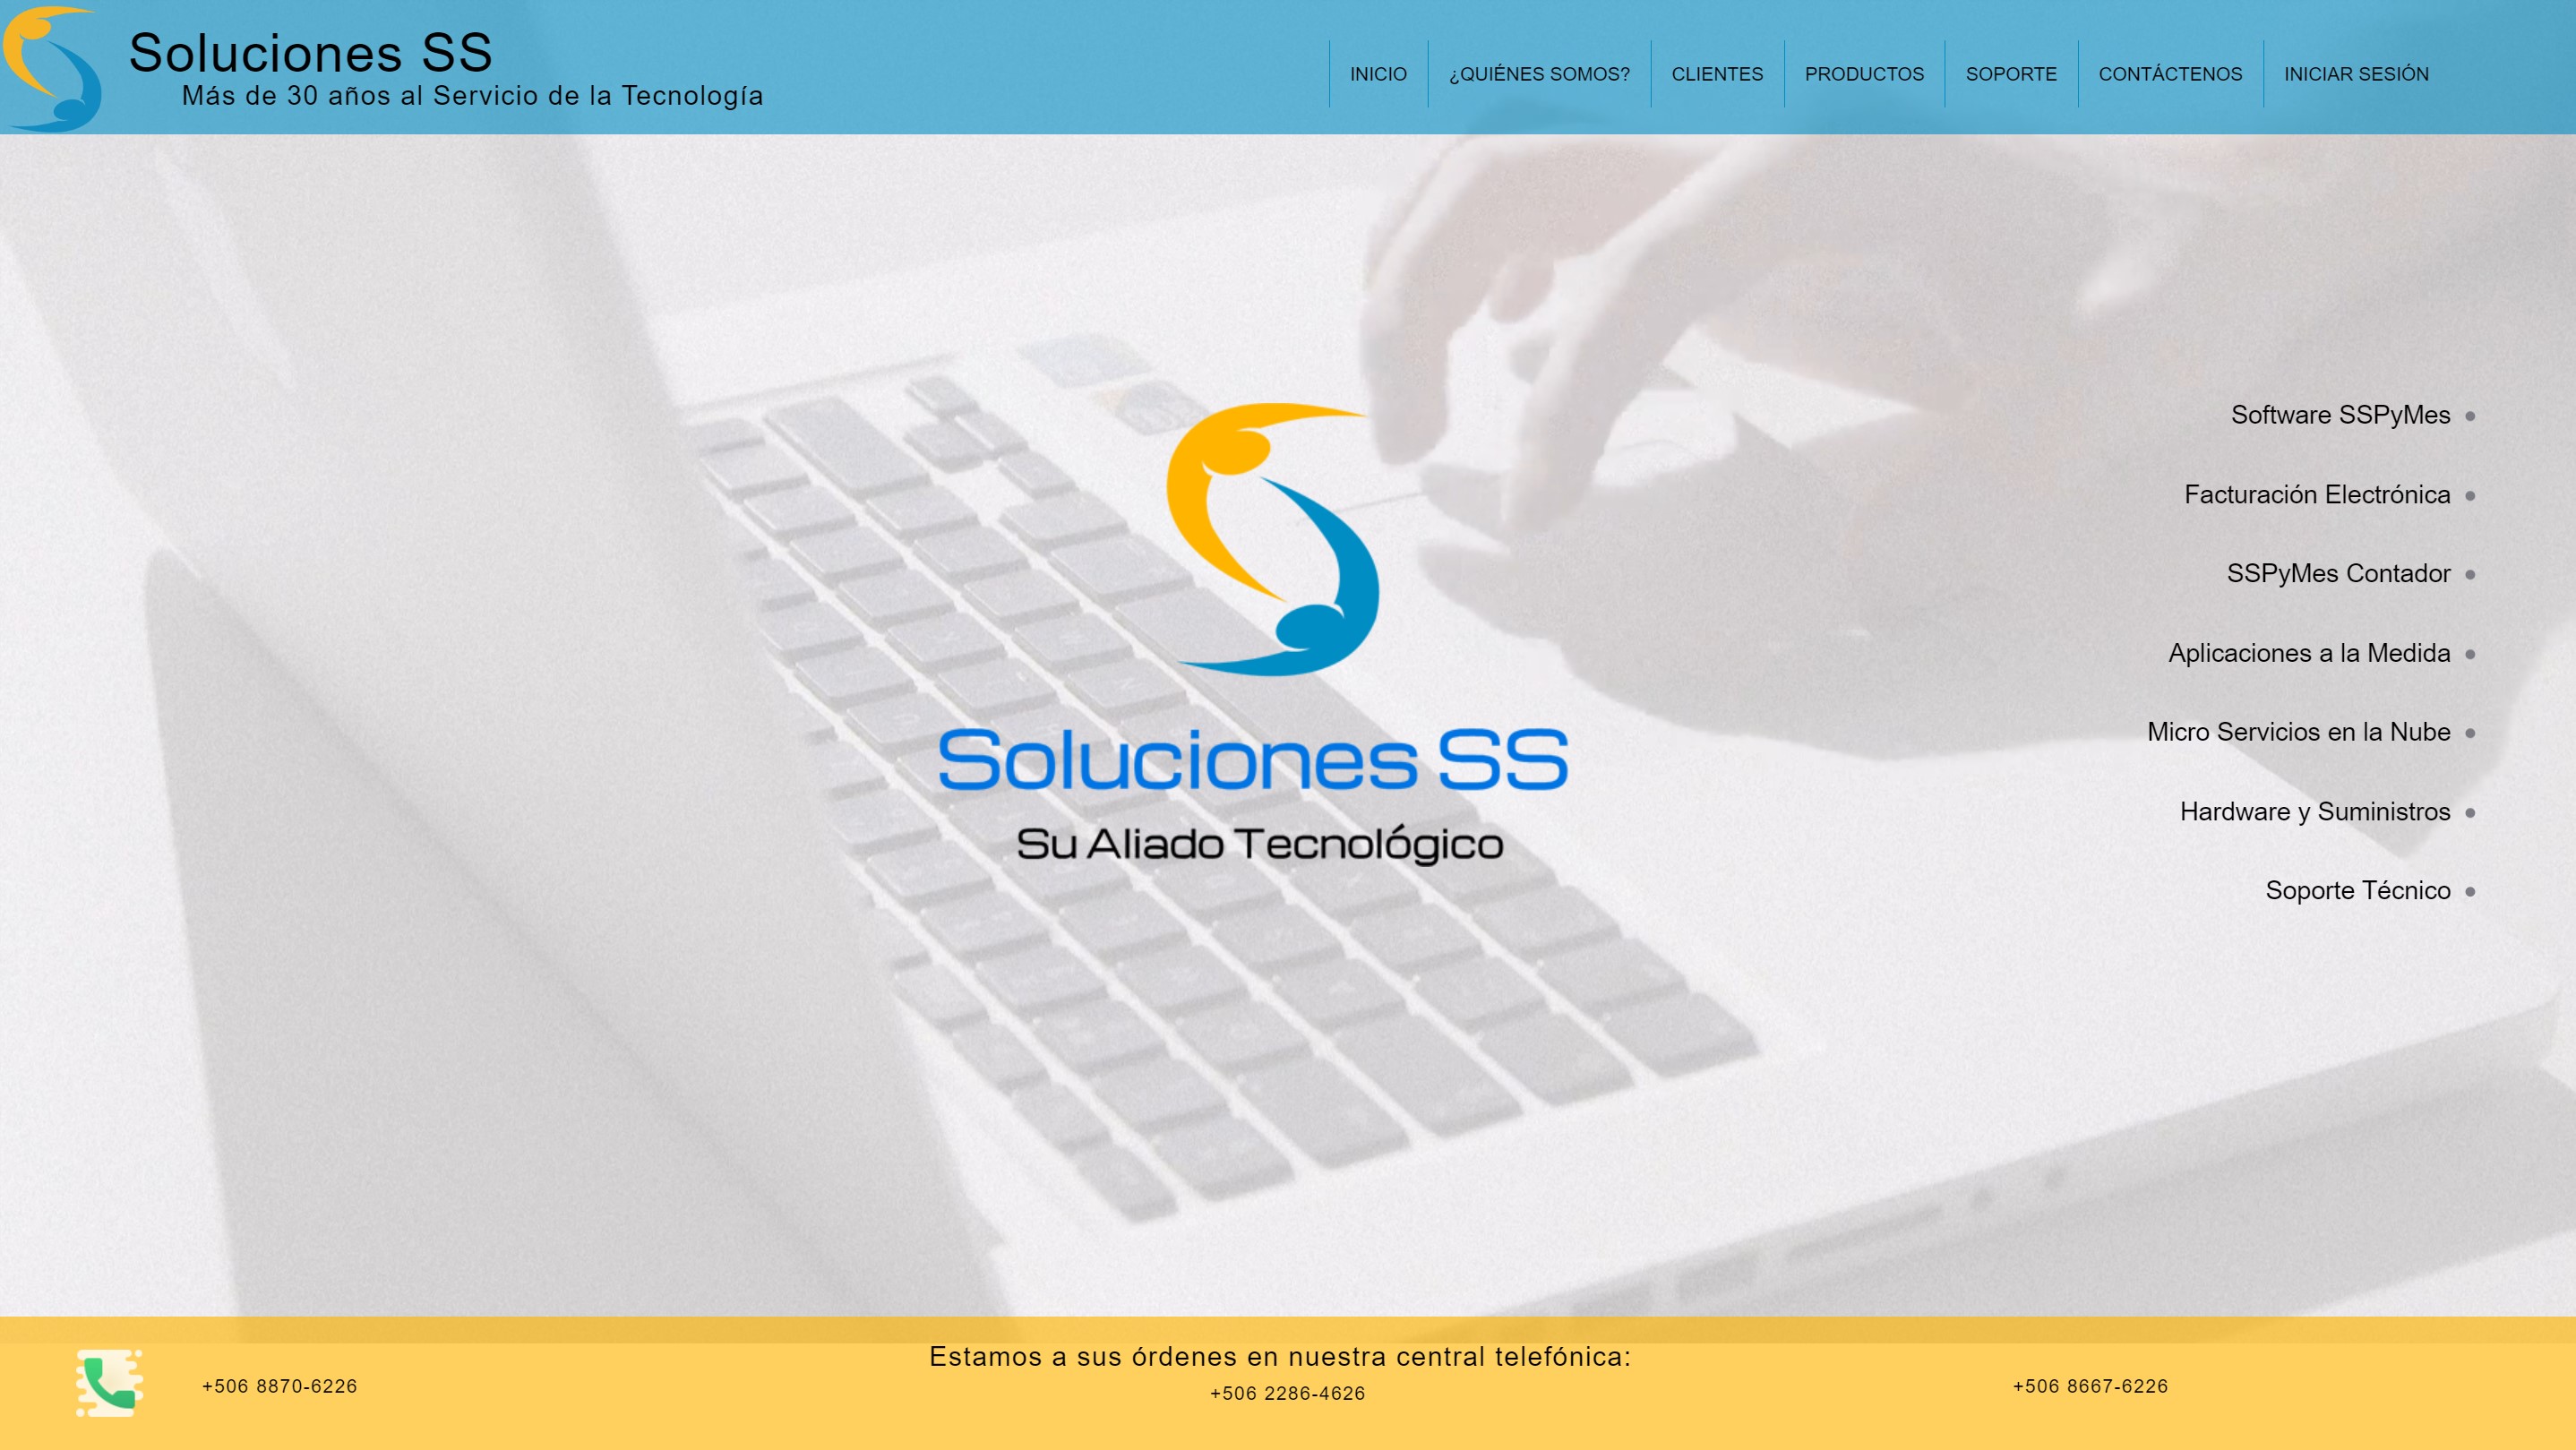 Soluciones SS
Más de 30 años al Servicio de la Tecnología
INICIO
¿QUIÉNES SOMOS?
CLIENTES
PRODUCTOS
SOPORTE
CONTÁCTENOS
INICIAR SESIÓN
Soluciones SS
Su Aliado Tecnológico
Software SSPyMes
Facturación Electrónica
SSPyMes Contador
Aplicaciones a la Medida
Micro Servicios en la Nube
Hardware y Suministros
Soporte Técnico
+506 8870-6226
Estamos a sus órdenes en nuestra central telefónica:
+506 2286-4626
+506 8667-6226